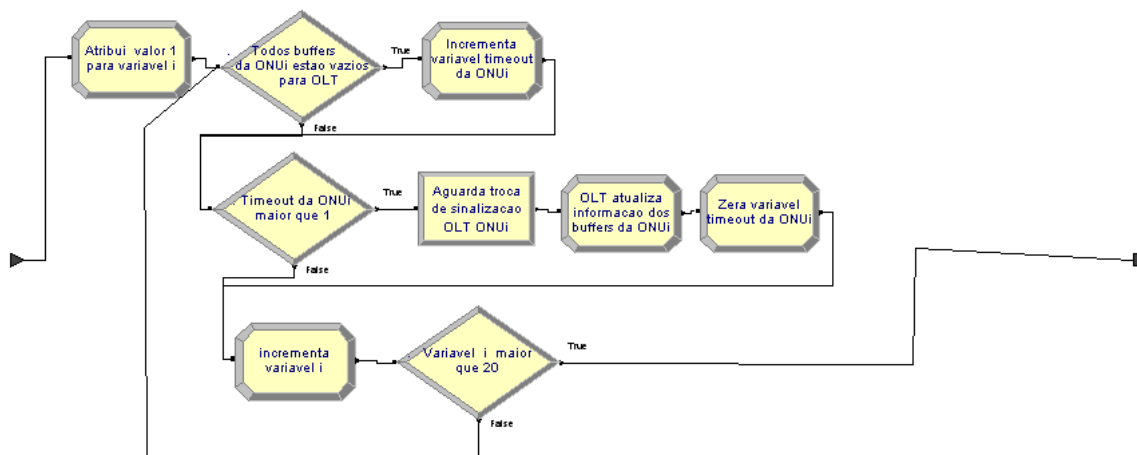 Atribui valor 1
para variavel i
Todos buffers
da ONUi estao vazios
para OLT
True
Incrementa
variavel timeout
da ONUi
False
Timeout da ONUi
maior que 1
True
Aguarda troca
de sinalizacao
OLT ONUi
OLT atualiza
informacao dos
buffers da ONUi
Zera variavel
timeout da ONUi
False
incrementa
variavel i
Variavel i maior
que 20
True
False